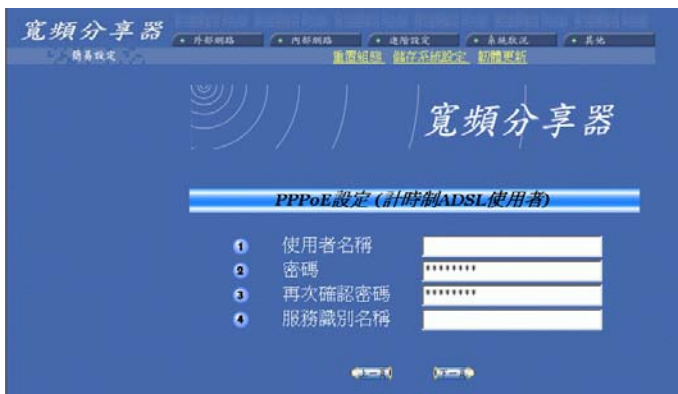 寬頻分享器
+ 外部網路 + 內部網路 + 進階設定 + 系統狀況 + 其他
簡易設定
重置組態 儲存系統設定 韌體更新
寬頻分享器
PPPoE設定 (計時制ADSL使用者)
1 使用者名稱
2 密碼 ********
3 再次確認密碼 ********
4 服務識別名稱